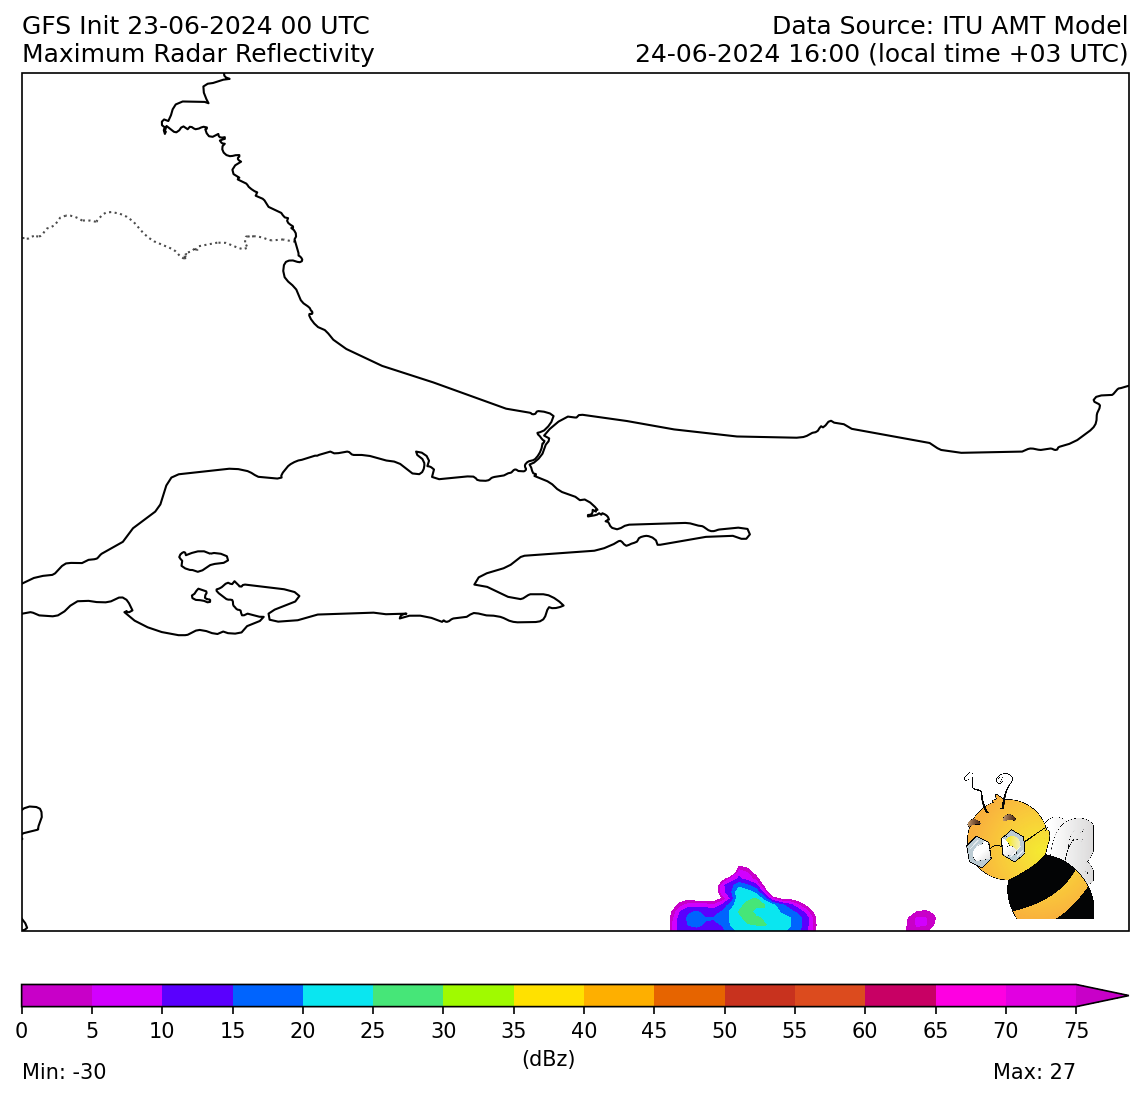 GFS Init 23-06-2024 00 UTC
Data Source: ITU AMT Model
Maximum Radar Reflectivity
24-06-2024 16:00 (local time +03 UTC)
0 5 10 15 20 25 30 35 40 45 50 55 60 65 70 75
(dBz)
Min: -30
Max: 27